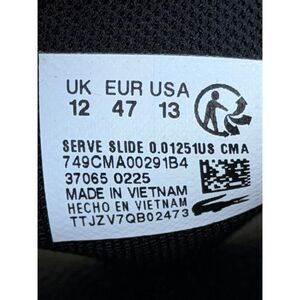 UK EUR USA
12 47 13
SERVE SLIDE 0.01251US CMA
749CMA00291B4
37065 0225
MADE IN VIETNAM
HECHO EN VIETNAM
TTJZV7QB02473